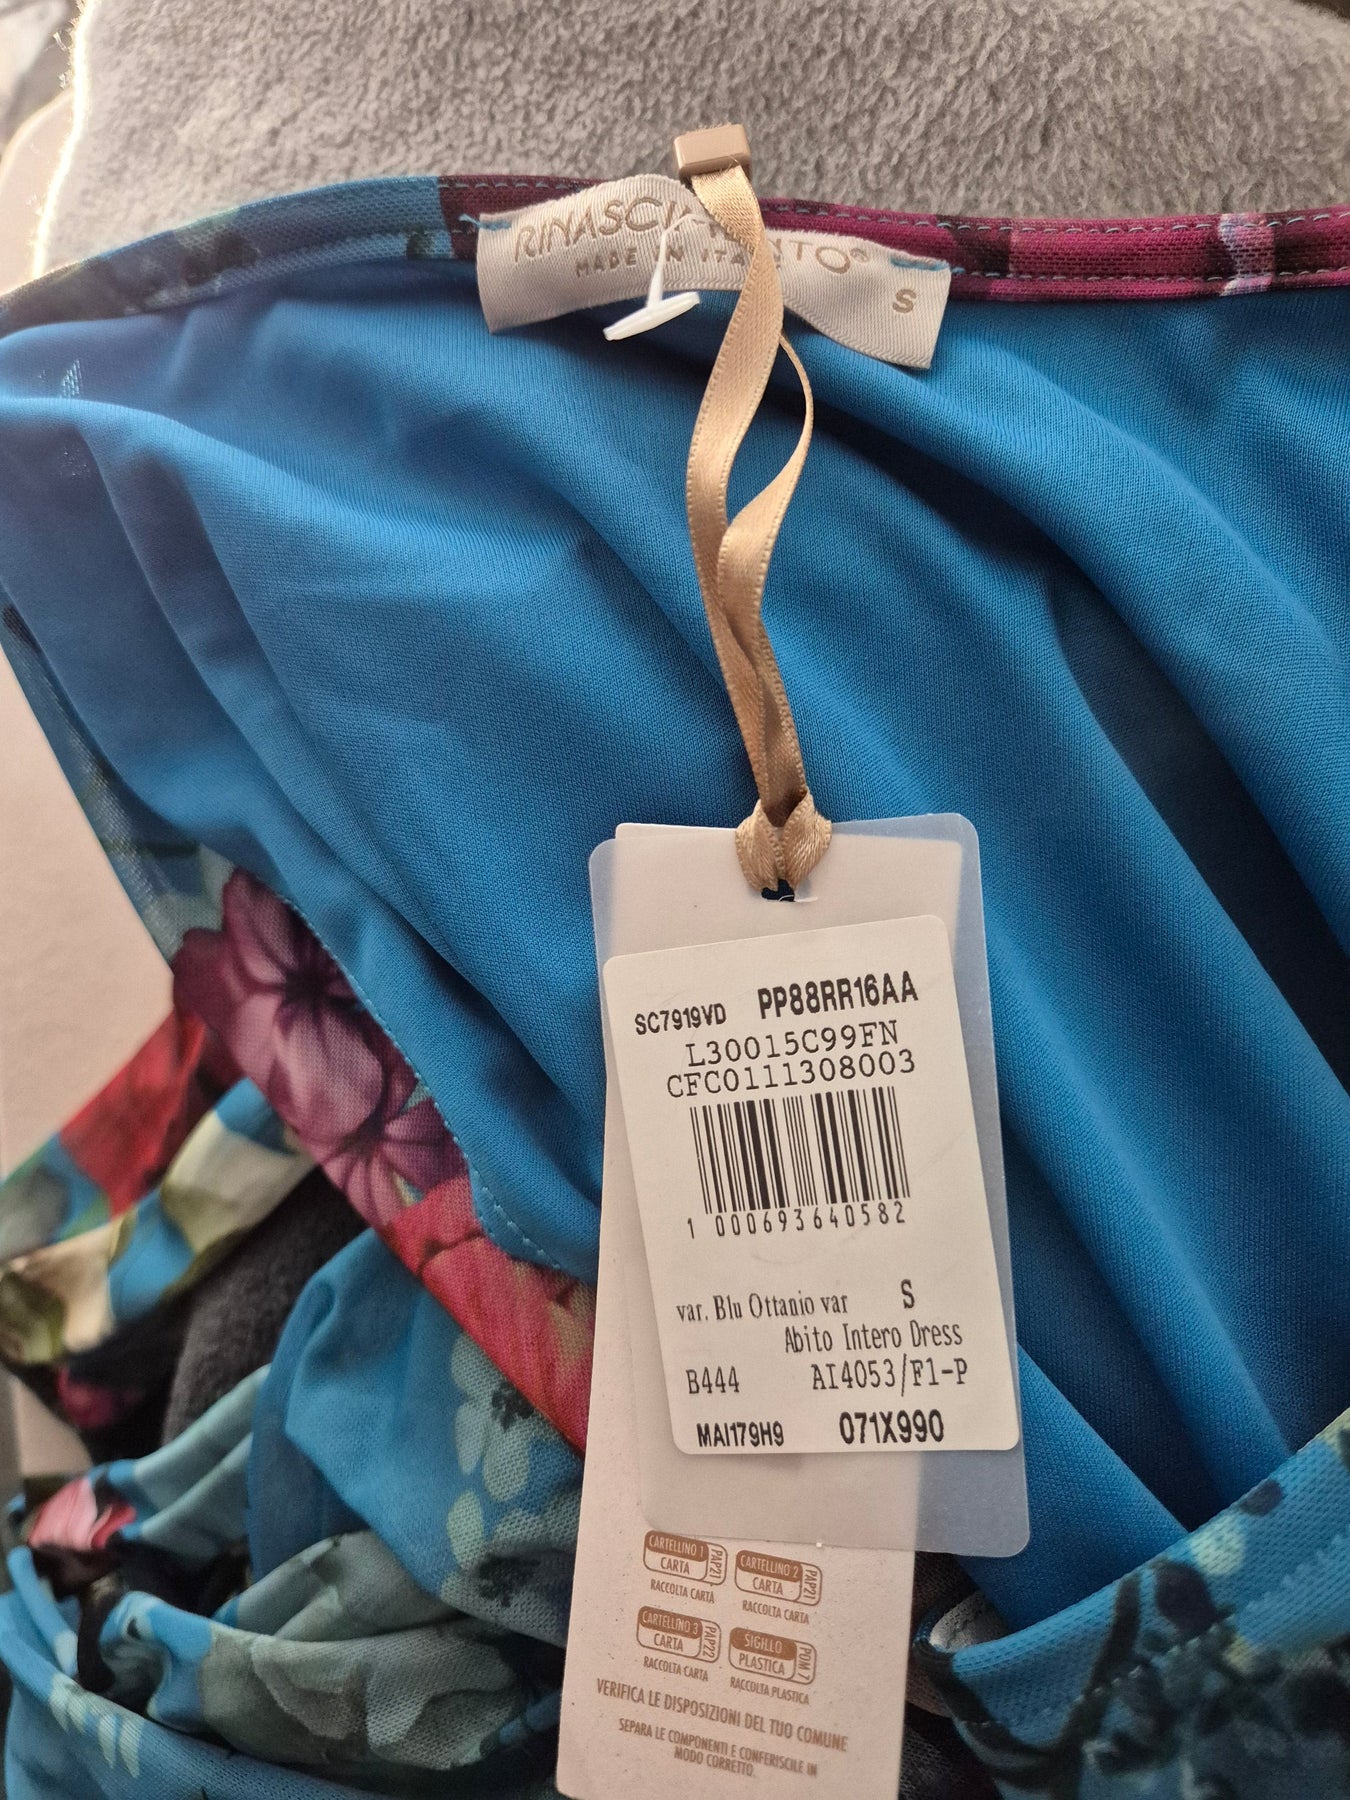 RINASCIMENTO®
MADE IN ITALY
S
SC7919VD PP88RR16AA
L30015C99FN
CFC0111308003
1 000693640582
var. Blu Ottanio var S
Abito Intero Dress
B444 AI4053/F1-P
MAI179H9 071X990
CARTELLINO 1
CARTA
PAP21
RACCOLTA CARTA
CARTELLINO 2
CARTA
PAP21
RACCOLTA CARTA
CARTELLINO 3
CARTA
PAP22
RACCOLTA CARTA
SIGILLO
PLASTICA
POM 7
RACCOLTA PLASTICA
VERIFICA LE DISPOSIZIONI DEL TUO COMUNE
SEPARA LE COMPONENTI E CONFERISCILE IN
MODO CORRETTO.